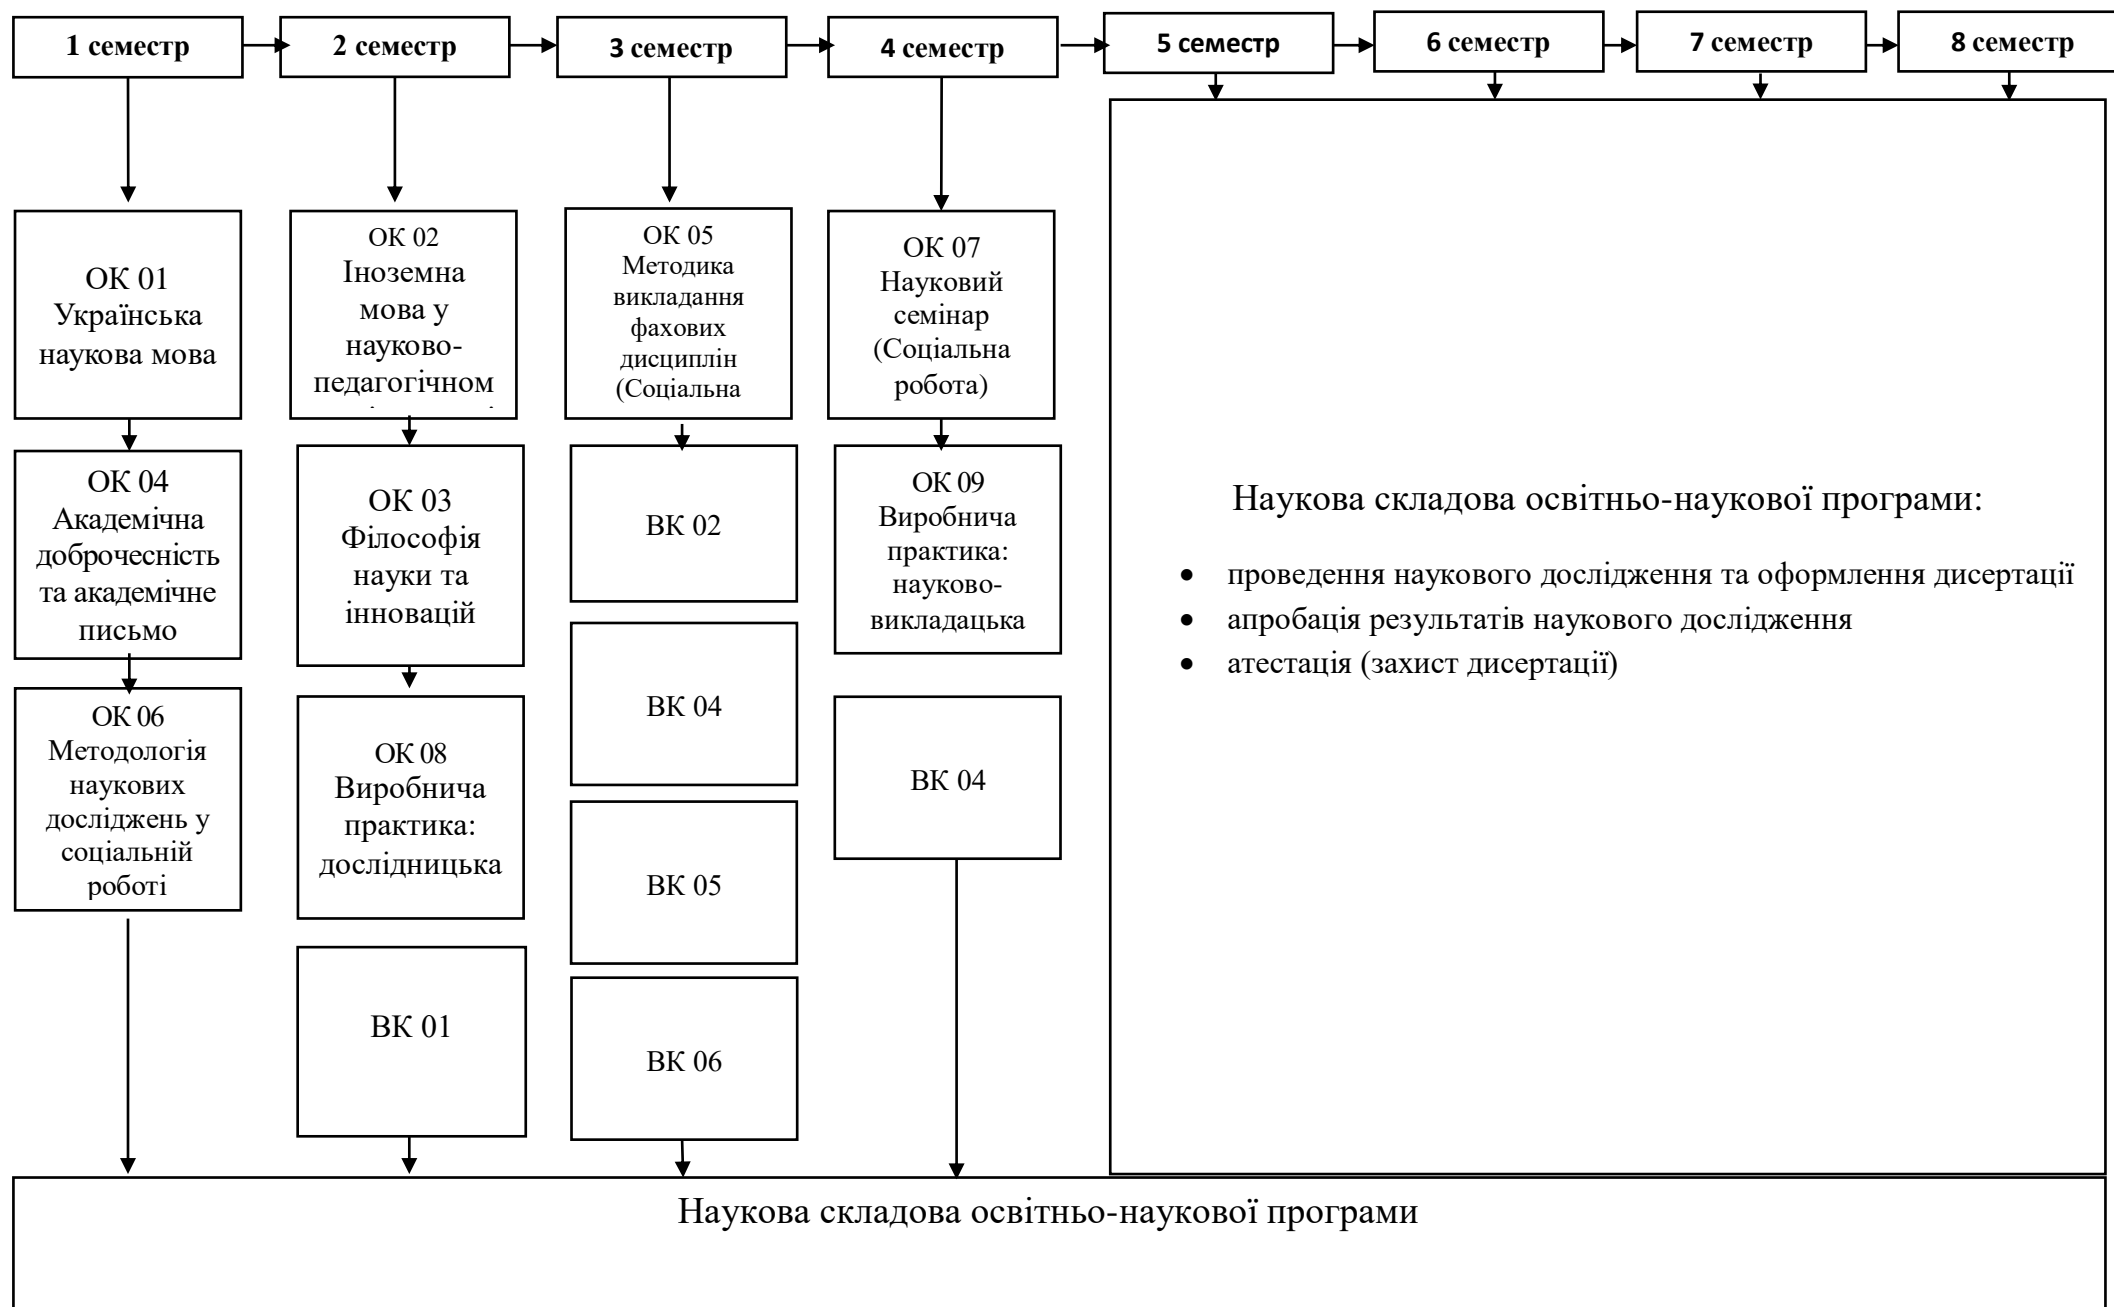 1 семестр
2 семестр
3 семестр
4 семестр
5 семестр
6 семестр
7 семестр
8 семестр
ОК 01
Українська
наукова мова
ОК 04
Академічна
доброчесність
та академічне
письмо
ОК 06
Методологія
наукових
досліджень у
соціальній
роботі
ОК 02
Іноземна
мова у
науково-
педагогічном
ОК 03
Філософія
науки та
інновацій
ОК 08
Виробнича
практика:
дослідницька
ВК 01
ОК 05
Методика
викладання
фахових
дисциплін
(Соціальна
ВК 02
ВК 04
ВК 05
ВК 06
ОК 07
Науковий
семінар
(Соціальна
робота)
ОК 09
Виробнича
практика:
науково-
викладацька
ВК 04
Наукова складова освітньо-наукової програми:
• проведення наукового дослідження та оформлення дисертації
• апробація результатів наукового дослідження
• атестація (захист дисертації)
Наукова складова освітньо-наукової програми